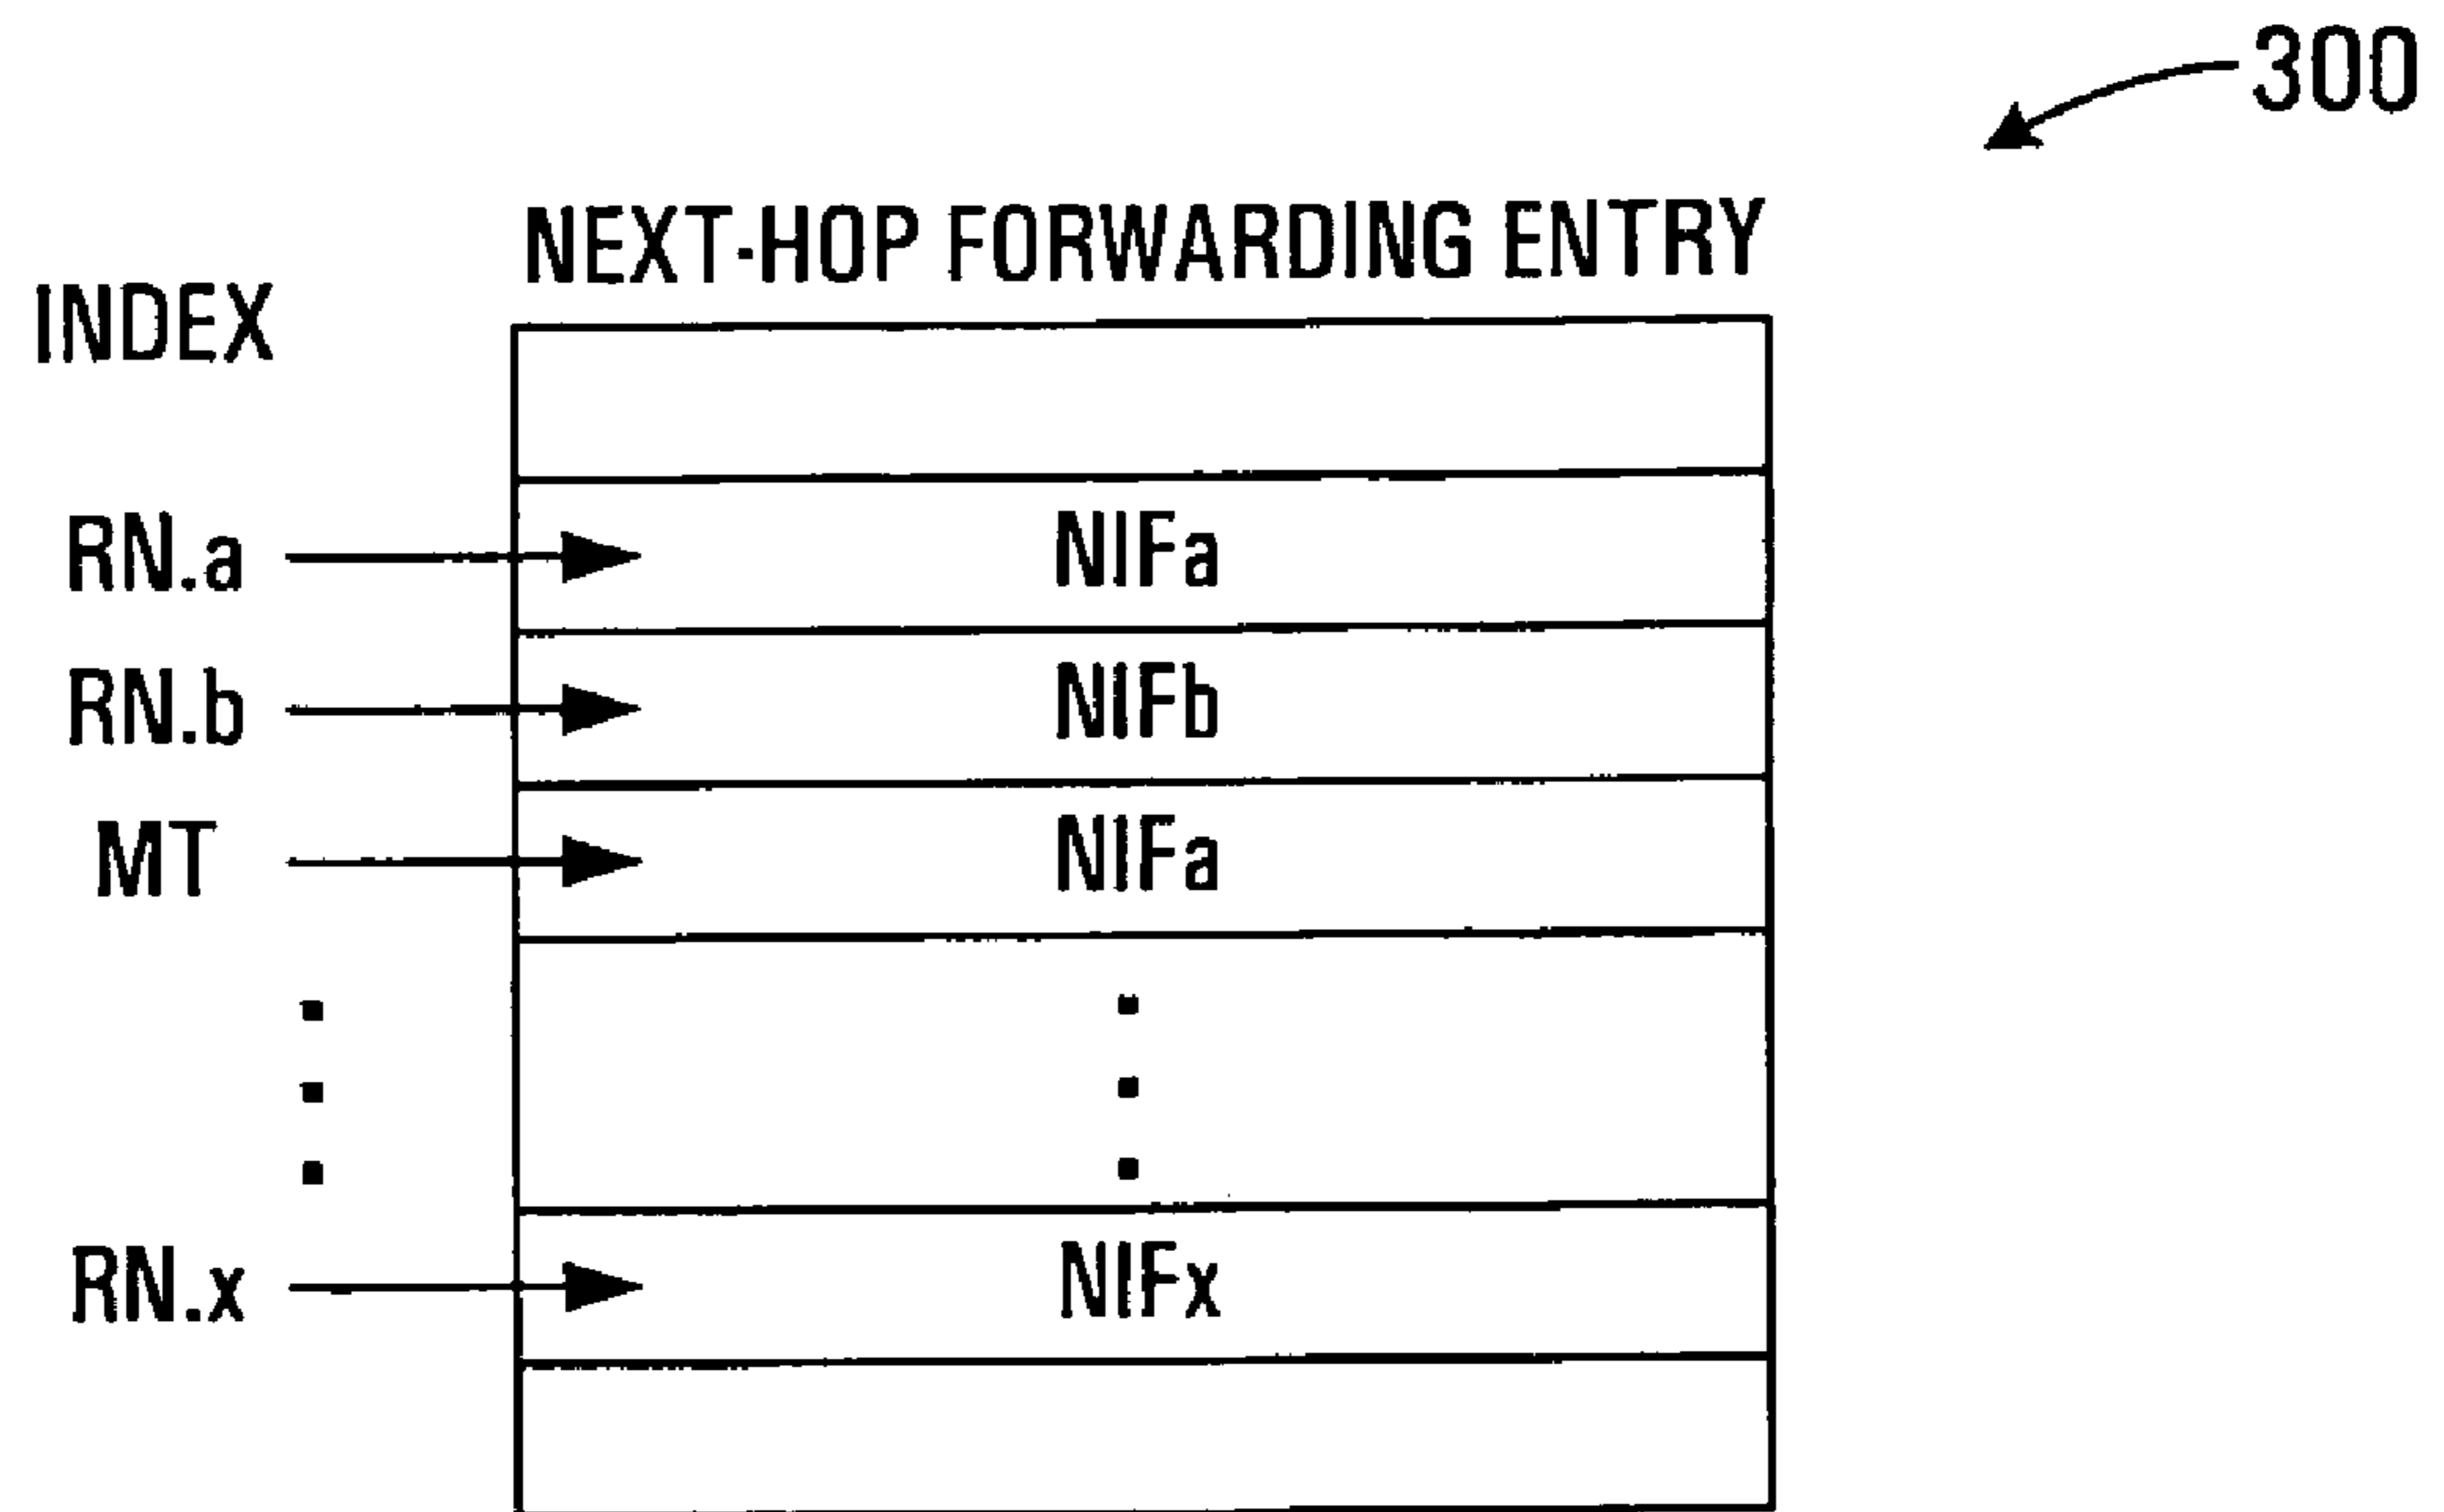 300
NEXT-HOP FORWARDING ENTRY
INDEX
RN.a NIFa
RN.b NIFb
MT NIFa
RN.x NIFx